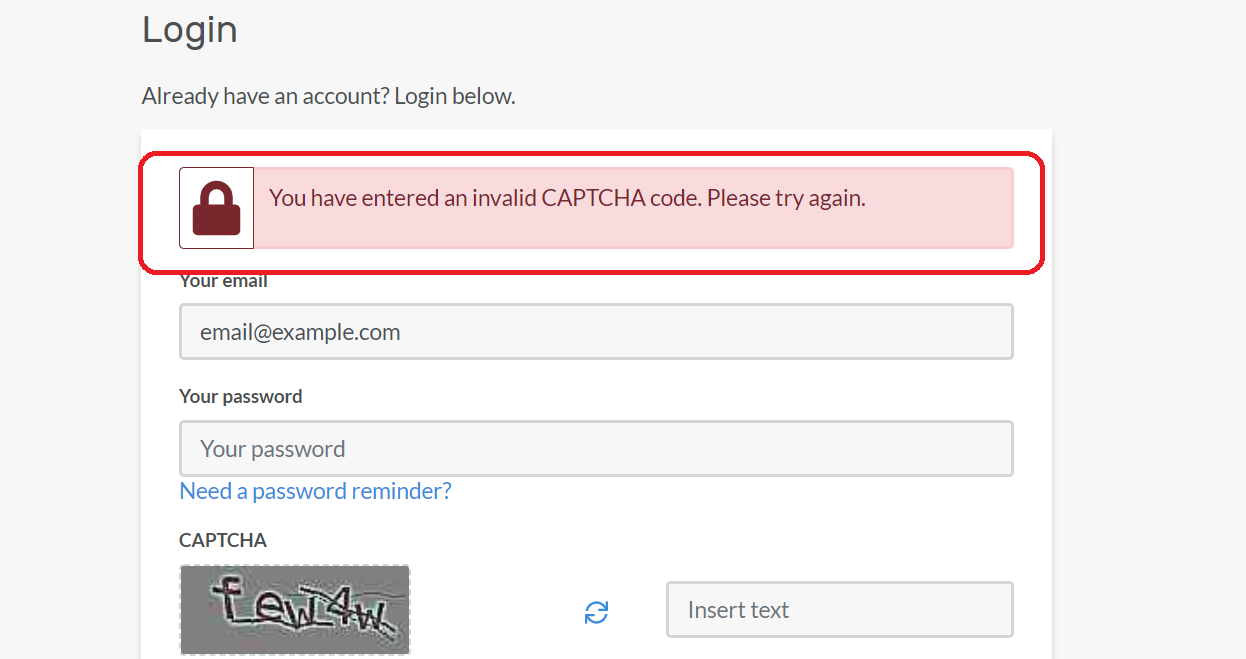 Login
Already have an account? Login below.
You have entered an invalid CAPTCHA code. Please try again.
Your email
email@example.com
Your password
Your password
Need a password reminder?
CAPTCHA
Insert text